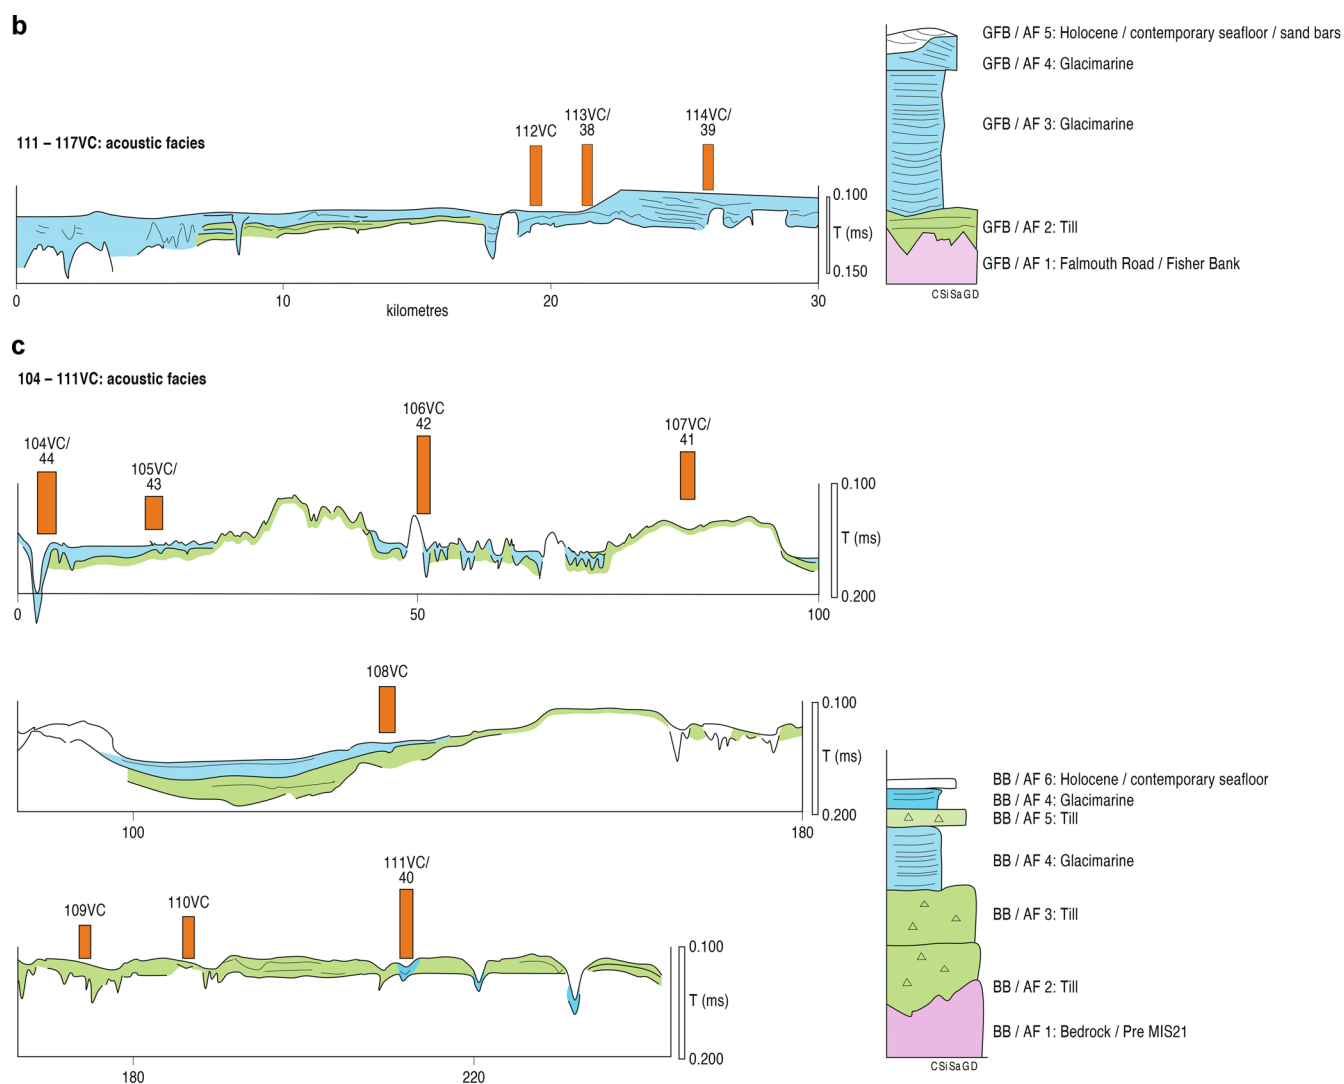 b
111 – 117VC: acoustic facies
112VC
113VC/
38
114VC/
39
0.100
T (ms)
0.150
0
10
20
30
kilometres
GFB / AF 5: Holocene / contemporary seafloor / sand bars
GFB / AF 4: Glacimarine
GFB / AF 3: Glacimarine
GFB / AF 2: Till
GFB / AF 1: Falmouth Road / Fisher Bank
CSiSaGD
c
104 – 111VC: acoustic facies
104VC/
44
105VC/
43
106VC
42
107VC/
41
0.100
T (ms)
0.200
0
50
100
108VC
0.100
T (ms)
0.200
100
180
109VC
110VC
111VC/
40
0.100
T (ms)
0.200
180
220
BB / AF 6: Holocene / contemporary seafloor
BB / AF 4: Glacimarine
BB / AF 5: Till
BB / AF 4: Glacimarine
BB / AF 3: Till
BB / AF 2: Till
BB / AF 1: Bedrock / Pre MIS21
CSiSaGD